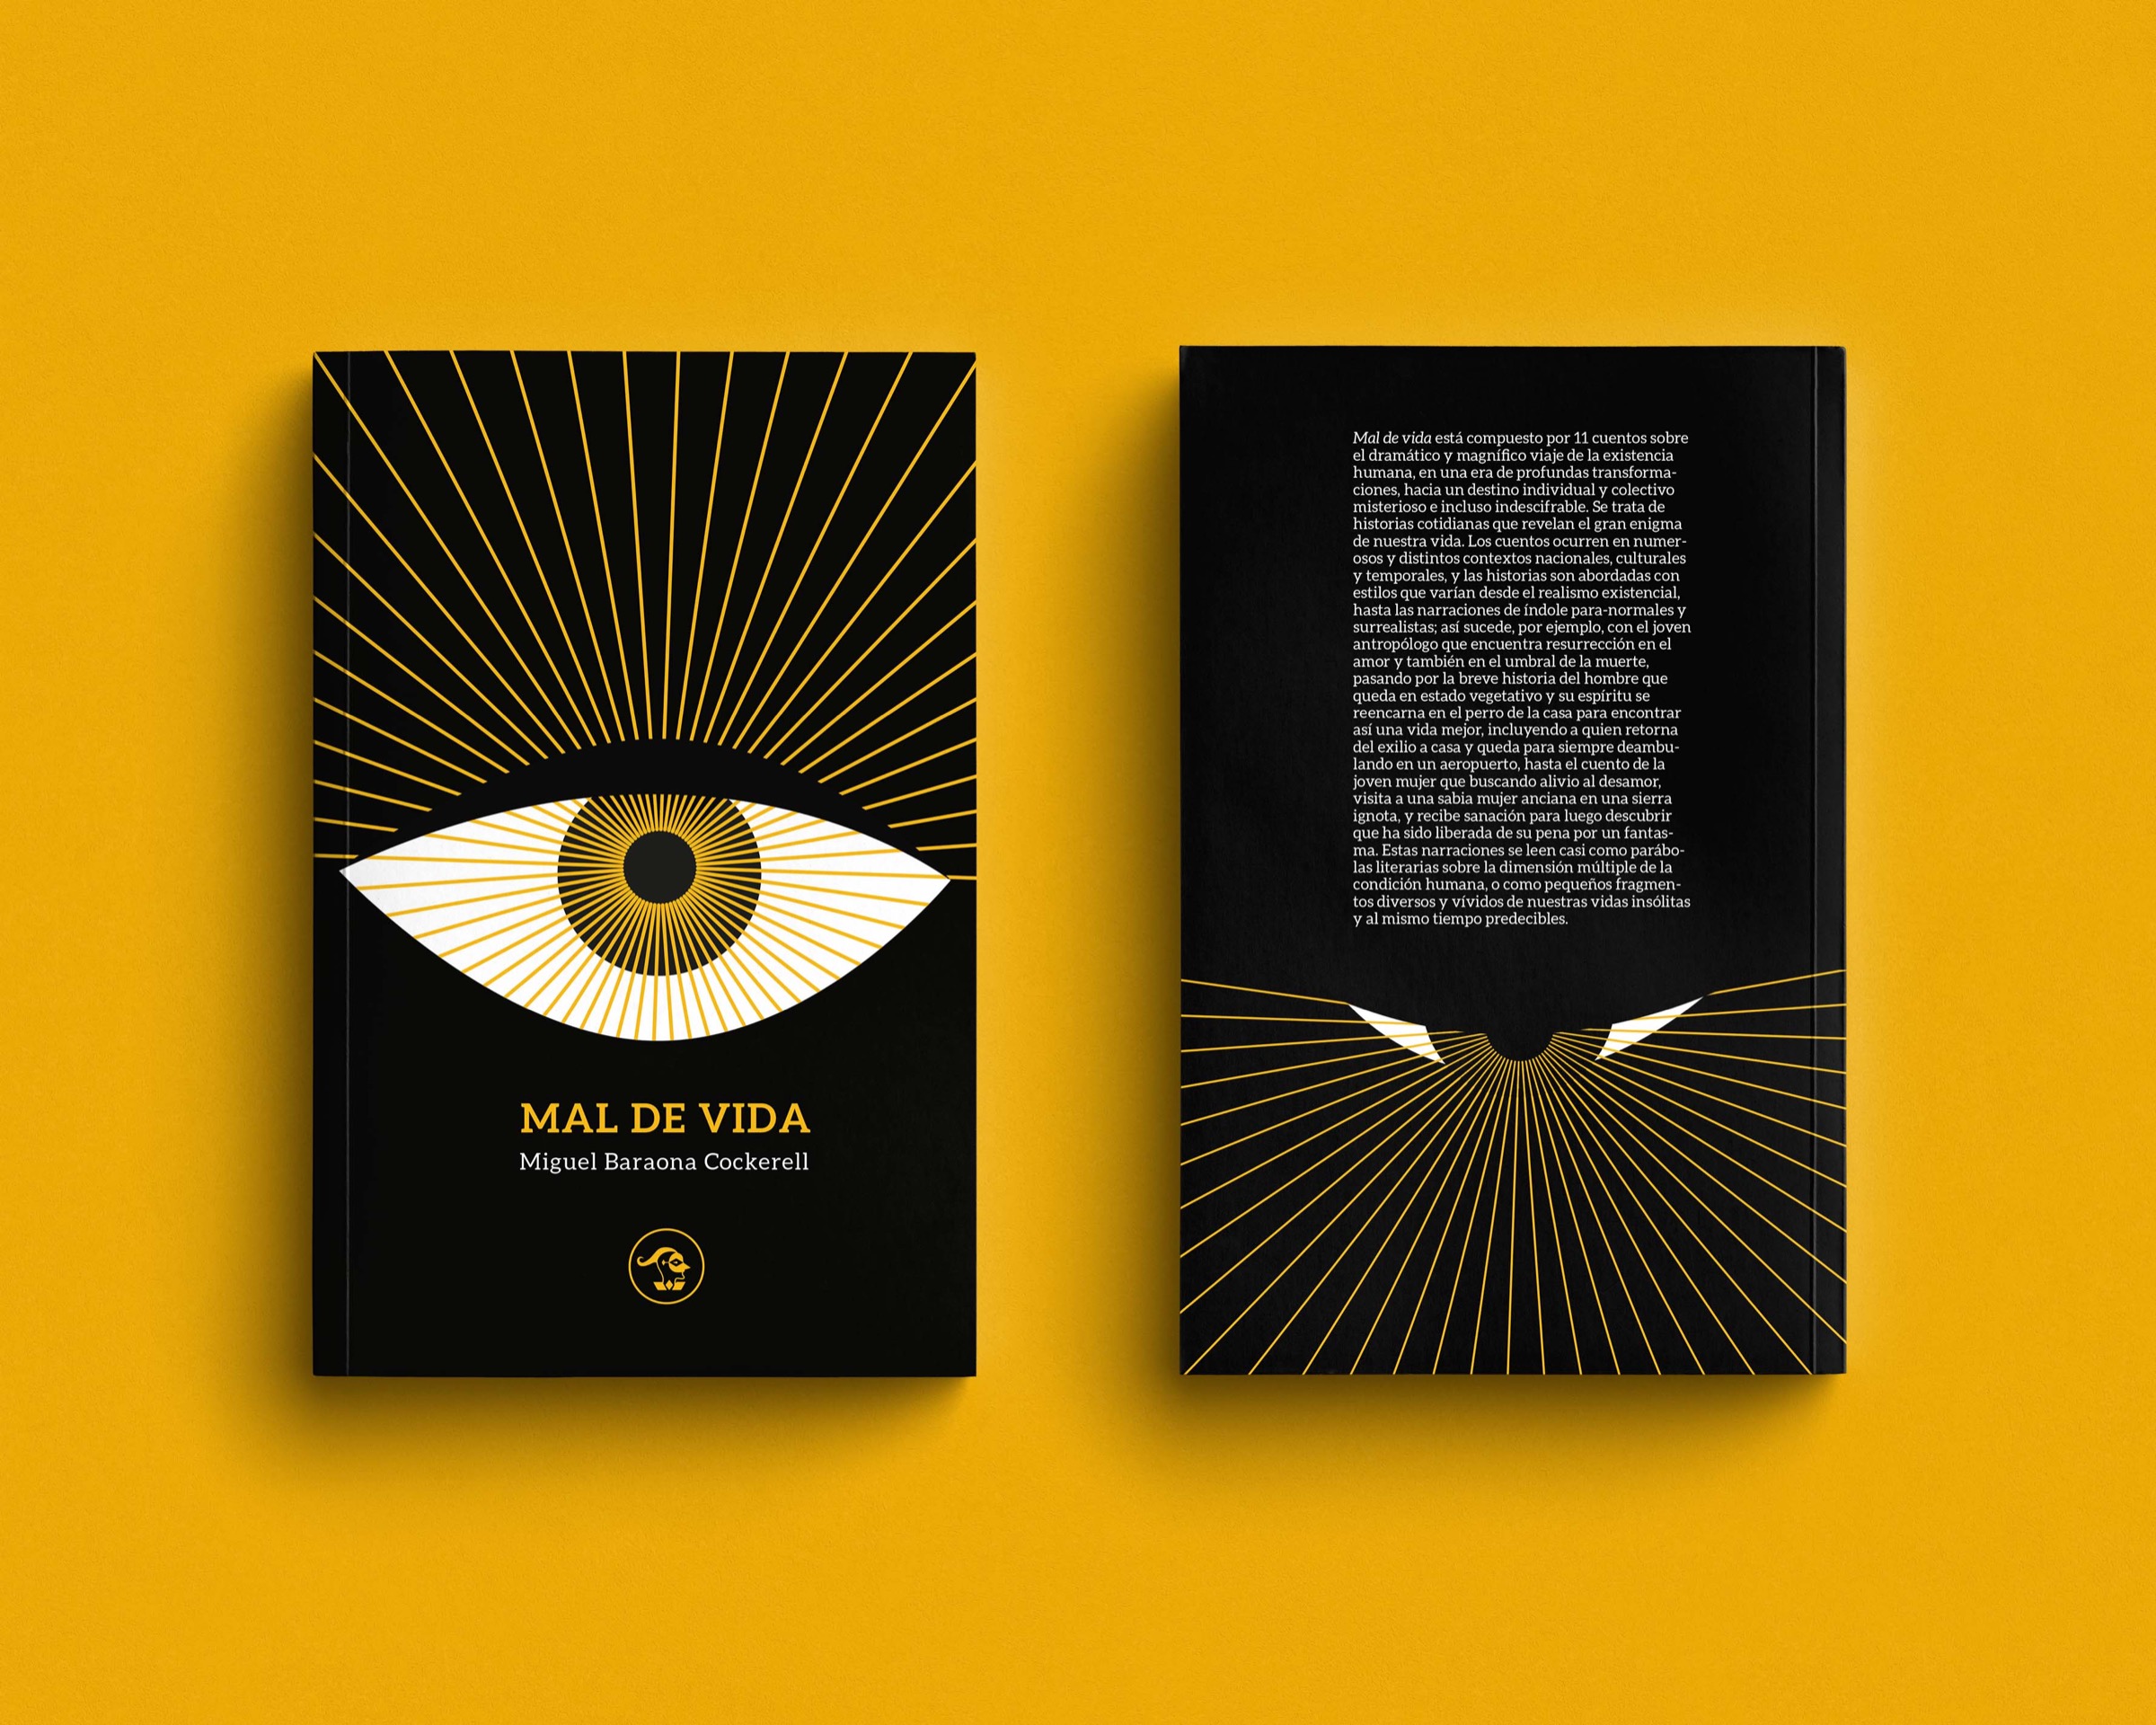 MAL DE VIDA
Miguel Baraona Cockerell
Mal de vida está compuesto por 11 cuentos sobre
el dramático y magnífico viaje de la existencia
humana, en una era de profundas transforma-
ciones, hacia un destino individual y colectivo
misterioso e incluso indescifrable. Se trata de
historias cotidianas que revelan el gran enigma
de nuestra vida. Los cuentos ocurren en numer-
osos y distintos contextos nacionales, culturales
y temporales, y las historias son abordadas con
estilos que varían desde el realismo existencial,
hasta las narraciones de índole para-normales y
surrealistas; así sucede, por ejemplo, con el joven
antropólogo que encuentra resurrección en el
amor y también en el umbral de la muerte,
pasando por la breve historia del hombre que
queda en estado vegetativo y su espíritu se
reencarna en el perro de la casa para encontrar
así una vida mejor, incluyendo a quien retorna
del exilio a casa y queda para siempre deambu-
lando en un aeropuerto, hasta el cuento de la
joven mujer que buscando alivio al desamor,
visita a una sabia mujer anciana en una sierra
ignota, y recibe sanación para luego descubrir
que ha sido liberada de su pena por un fantas-
ma. Estas narraciones se leen casi como parábo-
las literarias sobre la dimensión múltiple de la
condición humana, o como pequeños fragmen-
tos diversos y vívidos de nuestras vidas insólitas
y al mismo tiempo predecibles.